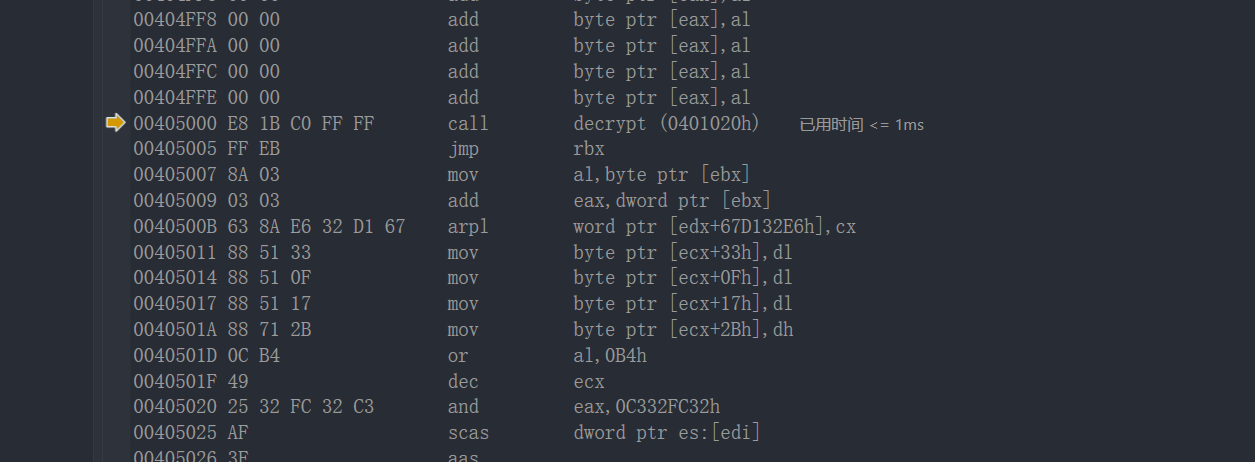 00404FF8 00 00 add byte ptr [eax],al
00404FFA 00 00 add byte ptr [eax],al
00404FFC 00 00 add byte ptr [eax],al
00404FFE 00 00 add byte ptr [eax],al
00405000 E8 1B C0 FF FF call decrypt (0401020h) 已用时间 <= 1ms
00405005 FF EB jmp rbx
00405007 8A 03 mov al,byte ptr [ebx]
00405009 03 03 add eax,dword ptr [ebx]
0040500B 63 8A E6 32 D1 67 arpl word ptr [edx+67D132E6h],cx
00405011 88 51 33 mov byte ptr [ecx+33h],dl
00405014 88 51 0F mov byte ptr [ecx+0Fh],dl
00405017 88 51 17 mov byte ptr [ecx+17h],dl
0040501A 88 71 2B mov byte ptr [ecx+2Bh],dh
0040501D 0C B4 or al,0B4h
0040501F 49 dec ecx
00405020 25 32 FC 32 C3 and eax,0C332FC32h
00405025 AF scas dword ptr es:[edi]
00405026 3F aas